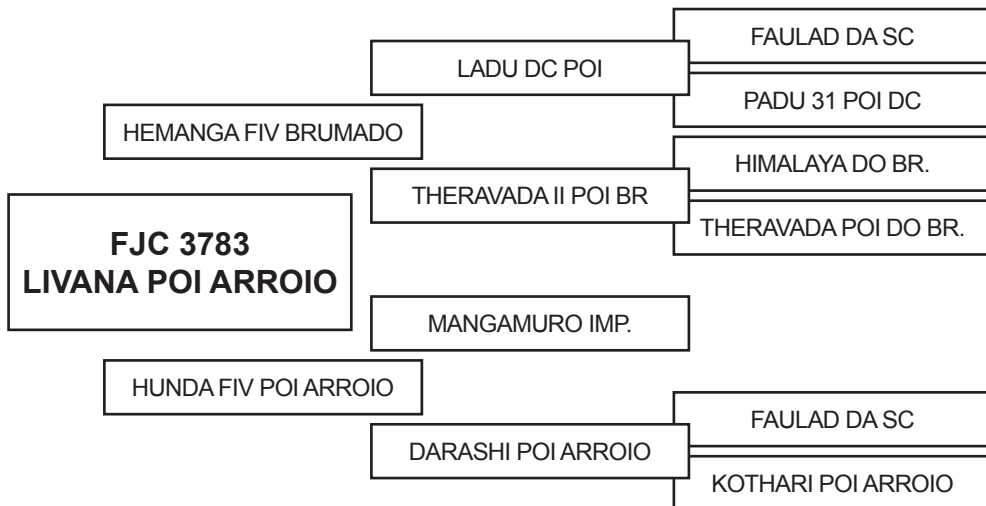 FAULAD DA SC
LADU DC POI
PADU 31 POI DC
HEMANGA FIV BRUMADO
HIMALAYA DO BR.
THERAVADA II POI BR
THERAVADA POI DO BR.
FJC 3783
LIVANA POI ARROIO
MANGAMURO IMP.
HUNDA FIV POI ARROIO
FAULAD DA SC
DARASHI POI ARROIO
KOTHARI POI ARROIO